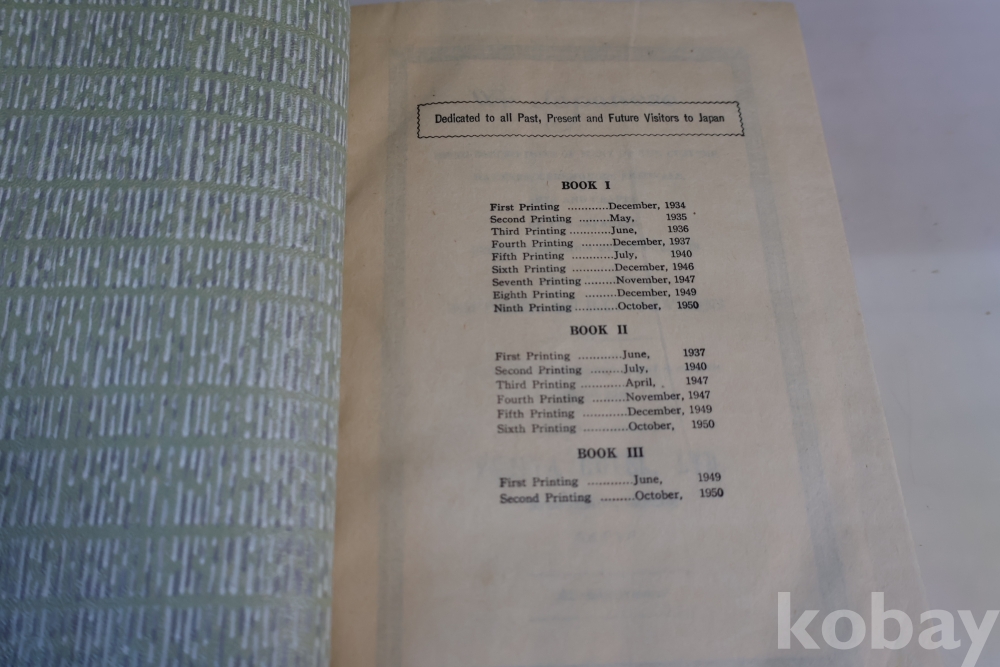 Dedicated to all Past, Present and Future Visitors to Japan
BOOK I
First Printing ............December, 1934
Second Printing .........May, 1935
Third Printing ............June, 1936
Fourth Printing .........December, 1937
Fifth Printing ............July, 1940
Sixth Printing ............December, 1946
Seventh Printing .........November, 1947
Eighth Printing .........December, 1949
Ninth Printing ............October, 1950
BOOK II
First Printing ............June, 1937
Second Printing .........July, 1940
Third Printing ............April, 1947
Fourth Printing .........November, 1947
Fifth Printing ............December, 1949
Sixth Printing ............October, 1950
BOOK III
First Printing ............June, 1949
Second Printing .........October, 1950
kobay